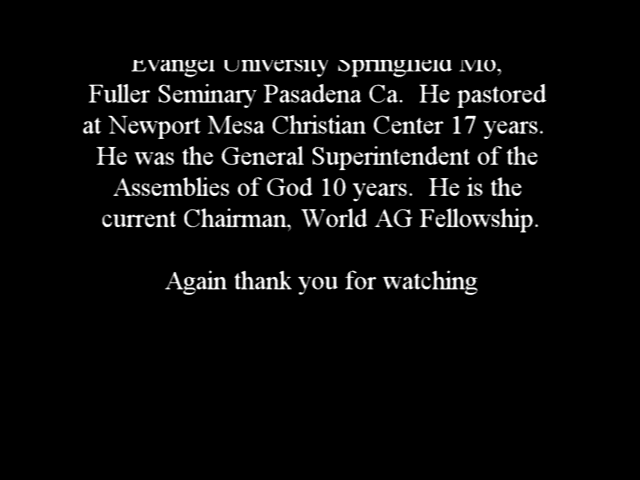 Evangel University Springfield Mo,
Fuller Seminary Pasadena Ca.  He pastored
at Newport Mesa Christian Center 17 years.
He was the General Superintendent of the
Assemblies of God 10 years.  He is the
current Chairman, World AG Fellowship.
Again thank you for watching